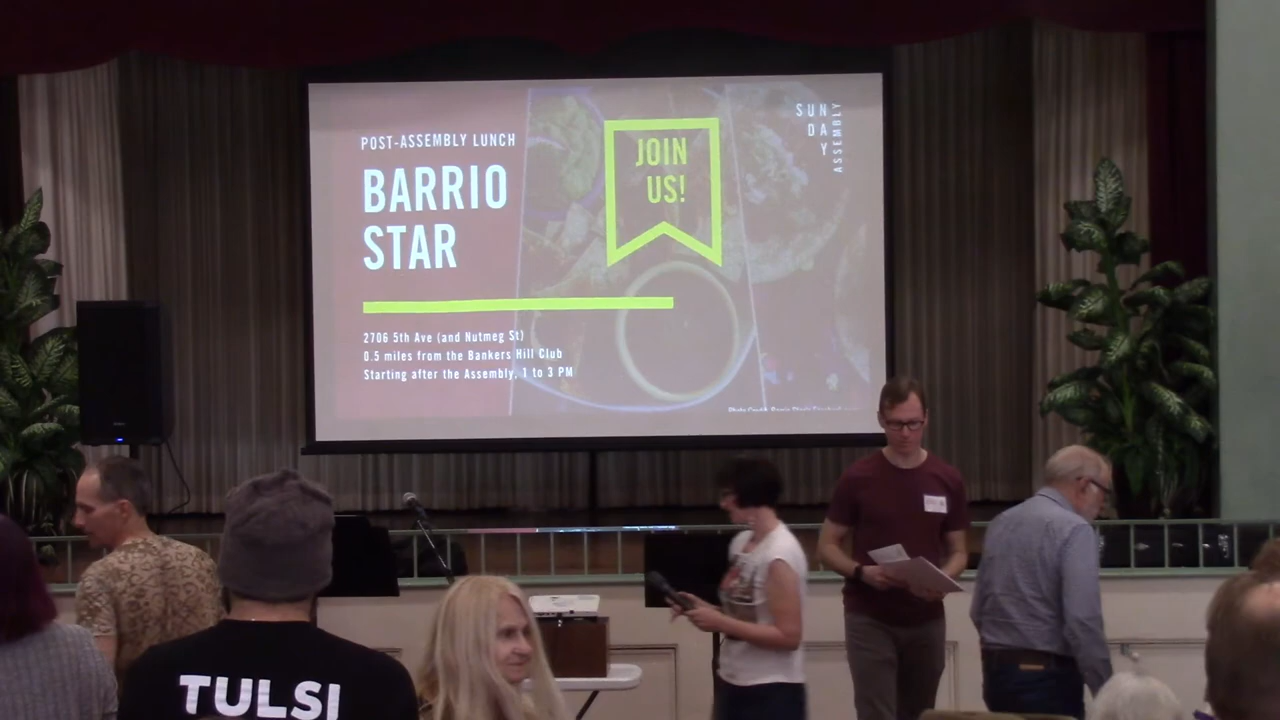 POST-ASSEMBLY LUNCH
BARRIO
STAR
JOIN
US!
SUN
DA
Y
ASSEMBLY
2706 5th Ave (and Nutmeg St)
0.5 miles from the Bankers Hill Club
Starting after the Assembly, 1 to 3 PM
TULSI